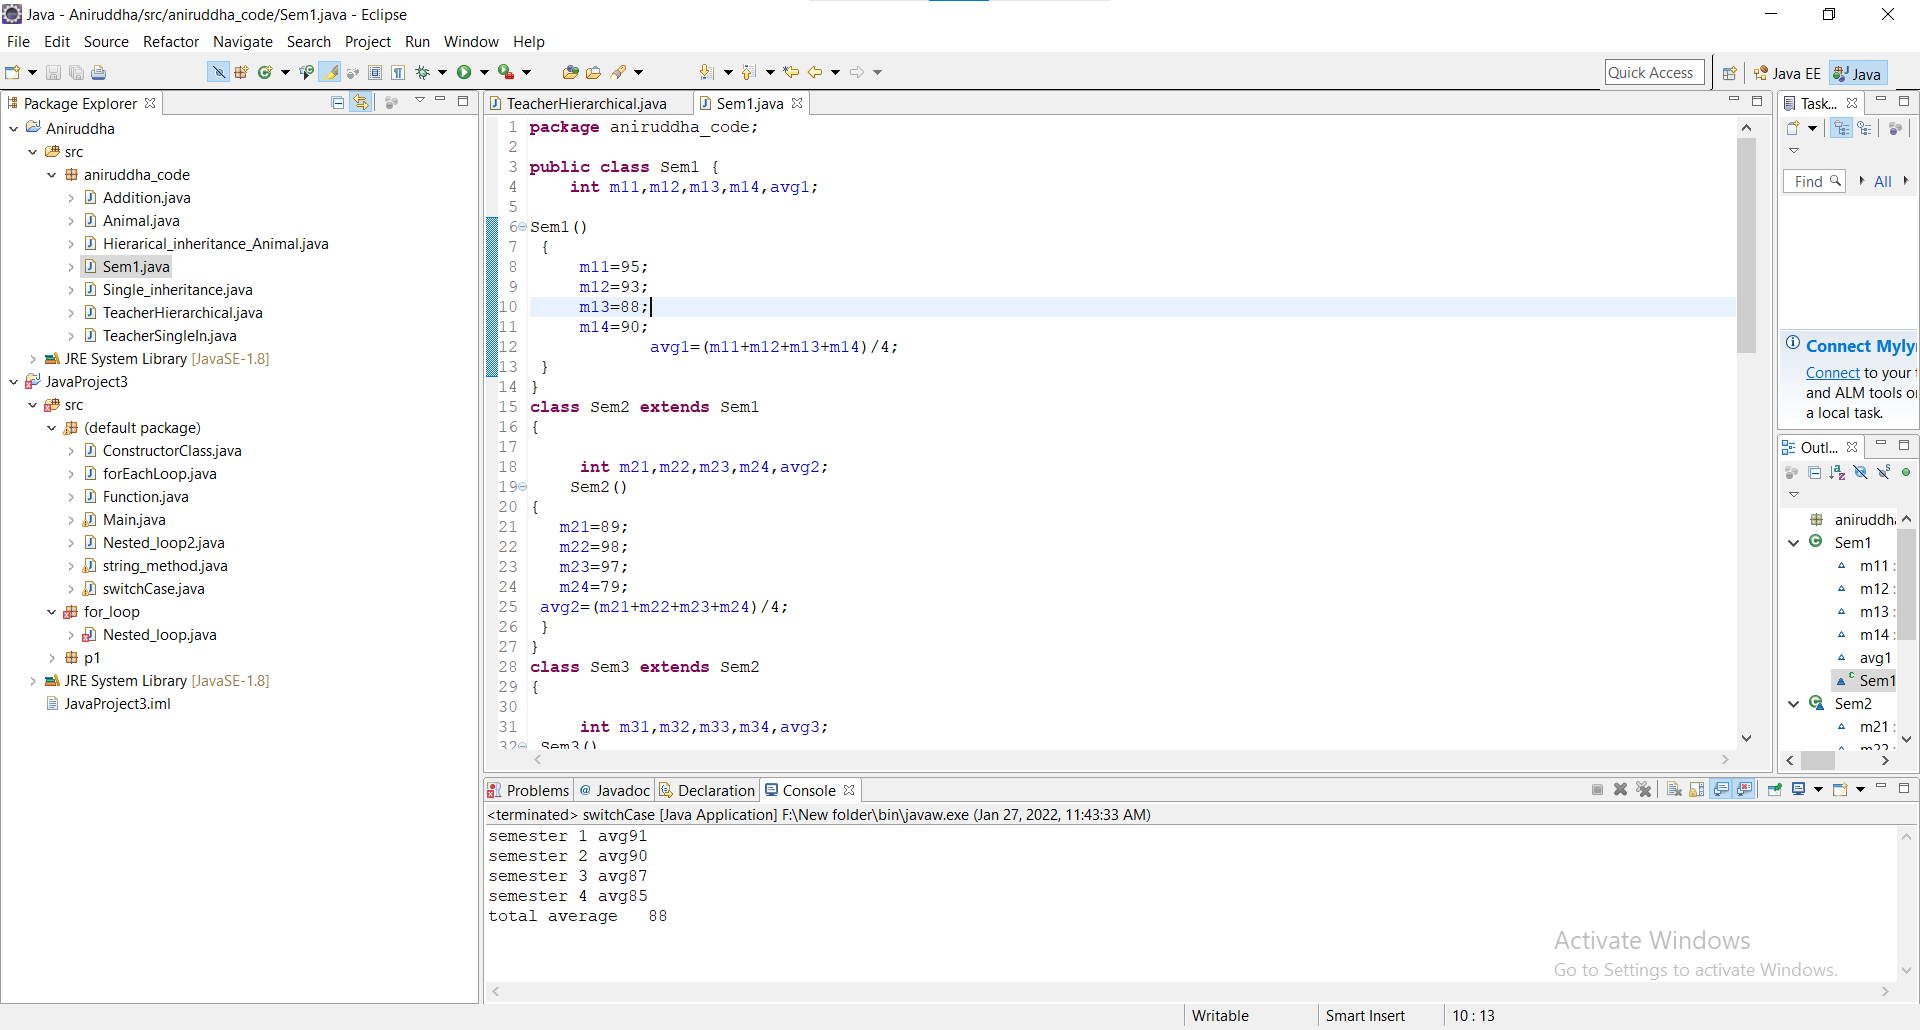 Java - Aniruddha/src/aniruddha_code/Sem1.java - Eclipse
File Edit Source Refactor Navigate Search Project Run Window Help
Quick Access Java EE Java
Package Explorer
Aniruddha
src
aniruddha_code
Addition.java
Animal.java
Hierarical_inheritance_Animal.java
Sem1.java
Single_inheritance.java
TeacherHierarchical.java
TeacherSingleIn.java
JRE System Library [JavaSE-1.8]
JavaProject3
src
(default package)
ConstructorClass.java
forEachLoop.java
Function.java
Main.java
Nested_loop2.java
string_method.java
switchCase.java
for_loop
Nested_loop.java
p1
JRE System Library [JavaSE-1.8]
JavaProject3.iml
TeacherHierarchical.java Sem1.java
1 package aniruddha_code;
2
3 public class Sem1 {
4 int m11,m12,m13,m14,avg1;
5
6 Sem1()
7 {
8 m11=95;
9 m12=93;
10 m13=88;
11 m14=90;
12 avg1=(m11+m12+m13+m14)/4;
13 }
14 }
15 class Sem2 extends Sem1
16 {
17
18 int m21,m22,m23,m24,avg2;
19 Sem2()
20 {
21 m21=89;
22 m22=98;
23 m23=97;
24 m24=79;
25 avg2=(m21+m22+m23+m24)/4;
26 }
27 }
28 class Sem3 extends Sem2
29 {
30
31 int m31,m32,m33,m34,avg3;
32 Sem3()
Task...
Find All
Connect Myly
Connect to your t
and ALM tools o
a local task.
Outl...
aniruddh
Sem1
m11 :
m12 :
m13 :
m14 :
avg1
Sem1
Sem2
m21 :
m22 :
Problems @ Javadoc Declaration Console
<terminated> switchCase [Java Application] F:\New folder\bin\javaw.exe (Jan 27, 2022, 11:43:33 AM)
semester 1 avg91
semester 2 avg90
semester 3 avg87
semester 4 avg85
total average 88
Activate Windows
Go to Settings to activate Windows.
Writable Smart Insert 10 : 13